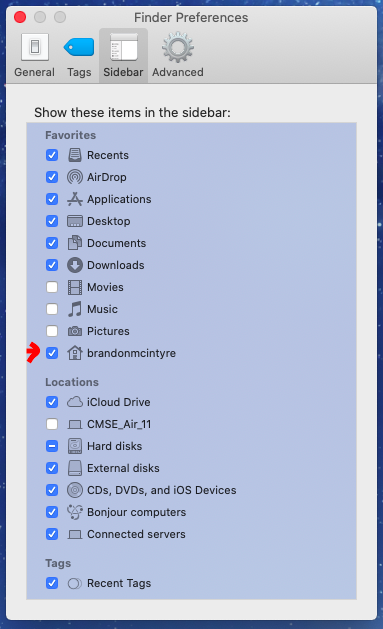 Finder Preferences
General Tags Sidebar Advanced
Show these items in the sidebar:
Favorites
Recents
AirDrop
Applications
Desktop
Documents
Downloads
Movies
Music
Pictures
brandonmcintyre
Locations
iCloud Drive
CMSE_Air_11
Hard disks
External disks
CDs, DVDs, and iOS Devices
Bonjour computers
Connected servers
Tags
Recent Tags